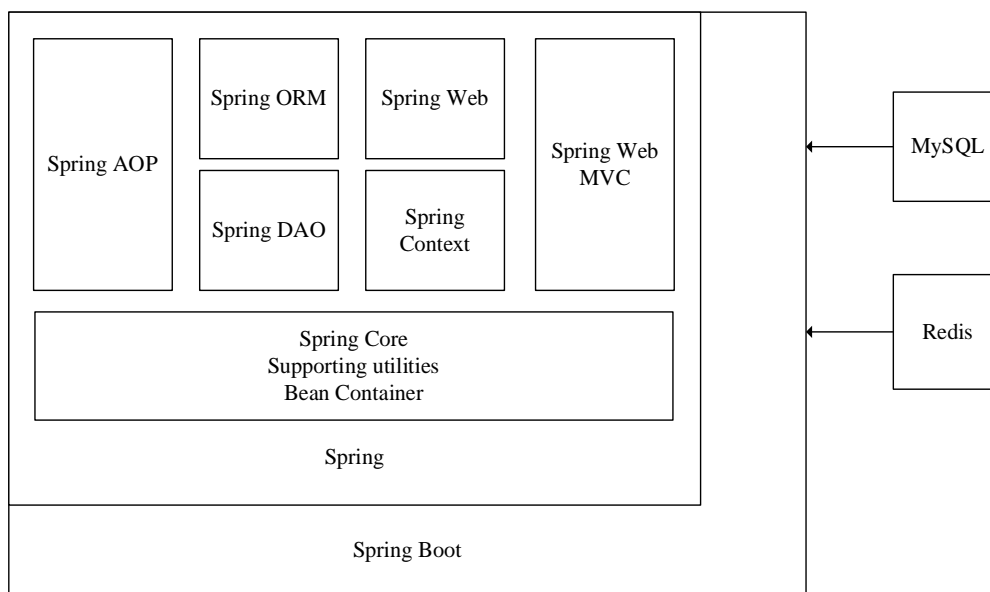 Spring AOP
Spring ORM
Spring Web
Spring Web
MVC
Spring DAO
Spring
Context
Spring Core
Supporting utilities
Bean Container
Spring
Spring Boot
MySQL
Redis